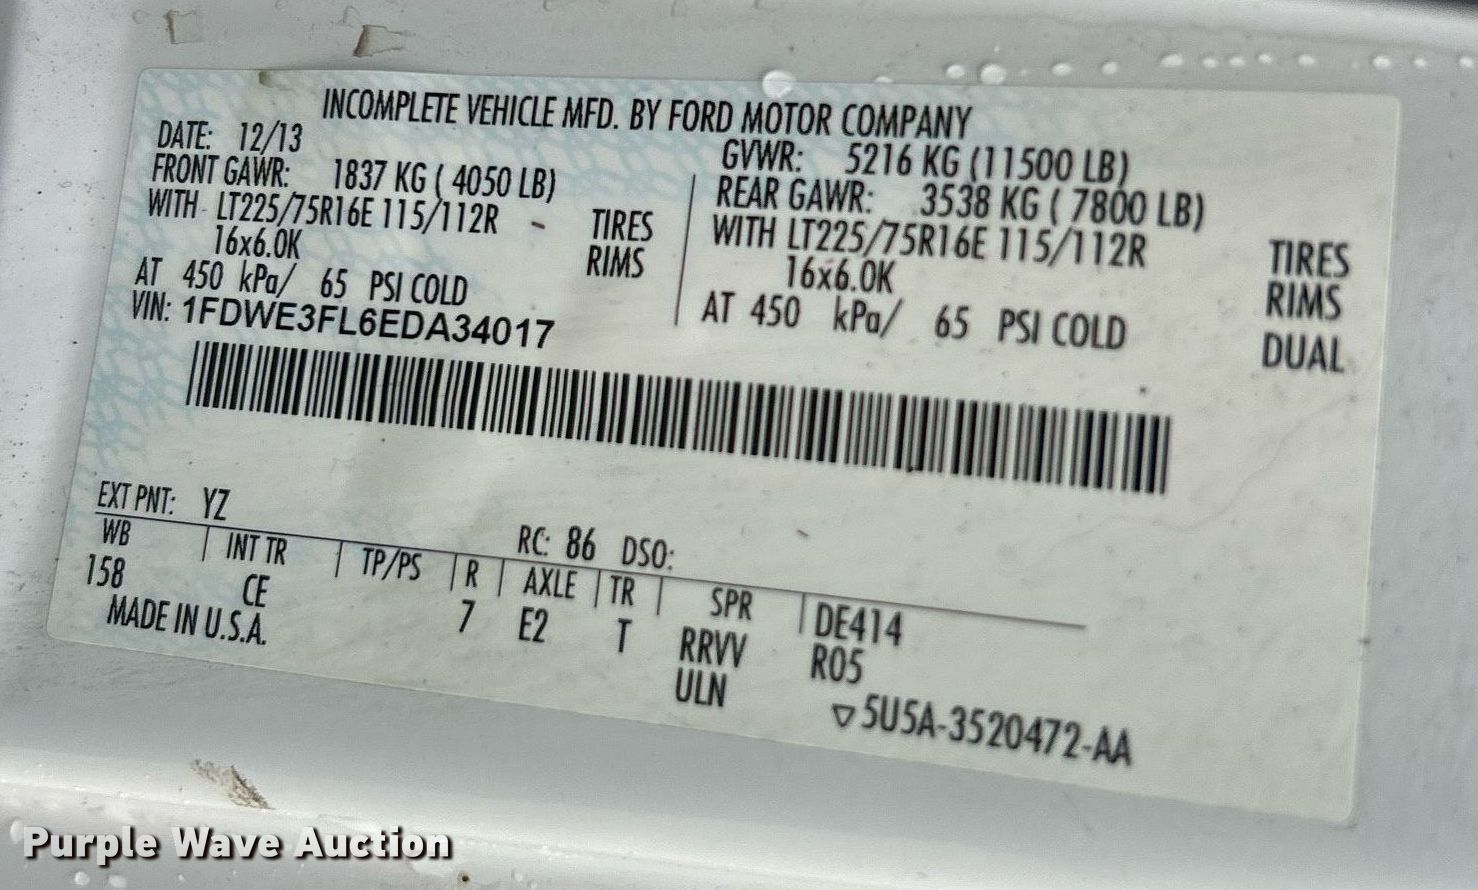 INCOMPLETE VEHICLE MFD. BY FORD MOTOR COMPANY
DATE: 12/13
GVWR: 5216 KG (11500 LB)
FRONT GAWR: 1837 KG ( 4050 LB)
WITH LT225/75R16E 115/112R TIRES
16x6.0K RIMS
AT 450 kPa/ 65 PSI COLD
REAR GAWR: 3538 KG ( 7800 LB)
WITH LT225/75R16E 115/112R TIRES
16x6.0K RIMS
AT 450 kPa/ 65 PSI COLD DUAL
VIN: 1FDWE3FL6EDA34017
EXT PNT: YZ RC: 86 DSO:
WB INT TR TP/PS R AXLE TR SPR DE414
158 CE 7 E2 T RRVV R05
MADE IN U.S.A. ULN
▽5U5A-3520472-AA
Purple Wave Auction